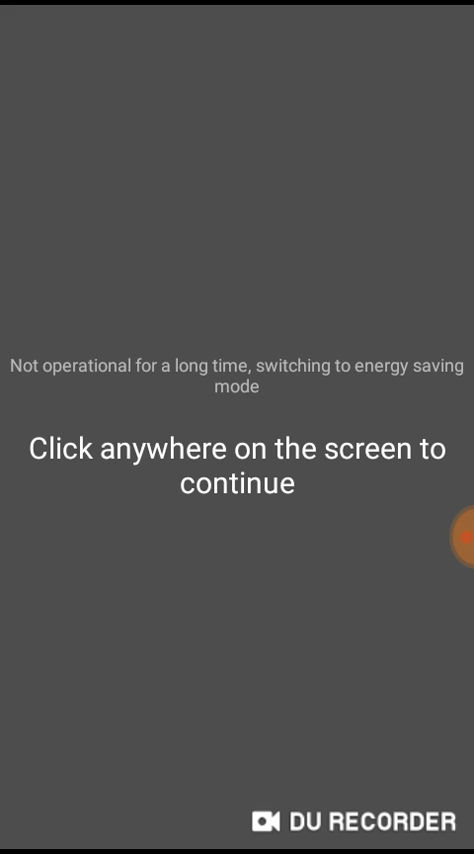 Not operational for a long time, switching to energy saving
mode
Click anywhere on the screen to
continue
DU RECORDER